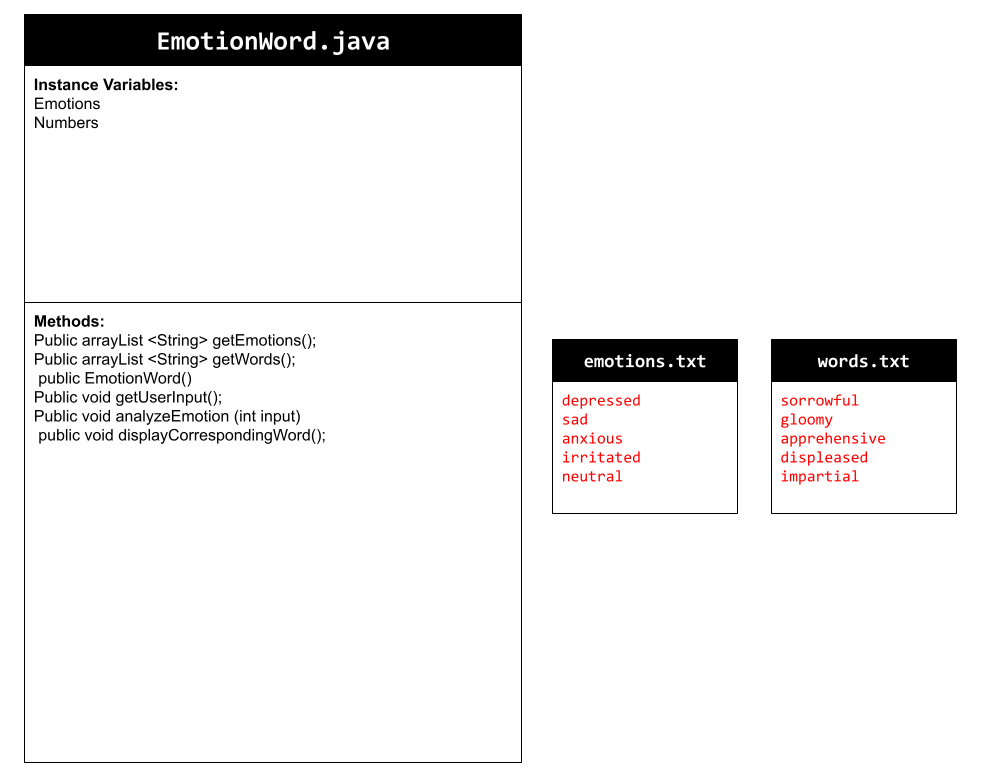 EmotionWord.java
Instance Variables:
Emotions
Numbers
Methods:
Public arrayList <String> getEmotions();
Public arrayList <String> getWords();
public EmotionWord()
Public void getUserInput();
Public void analyzeEmotion (int input)
public void displayCorrespondingWord();
emotions.txt
depressed
sad
anxious
irritated
neutral
words.txt
sorrowful
gloomy
apprehensive
displeased
impartial